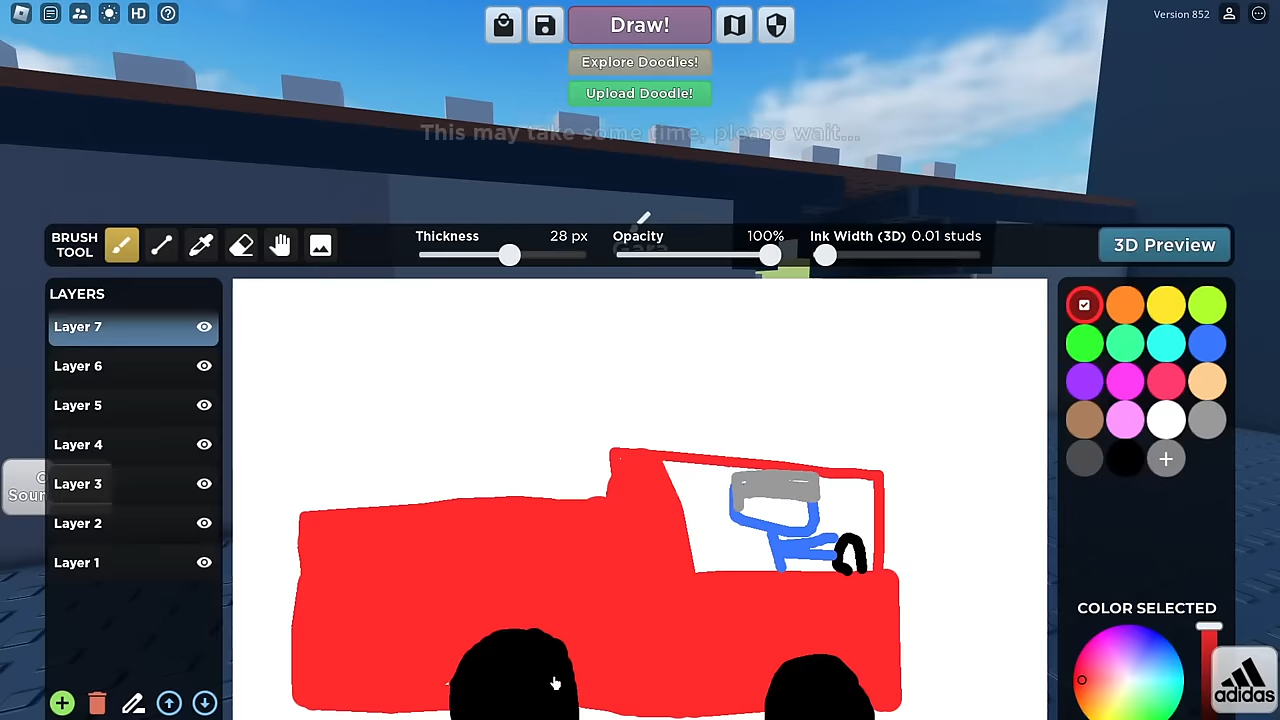 HD
Draw!
Version 852
Explore Doodles!
Upload Doodle!
This may take some time, please wait...
BRUSH
TOOL
Thickness
28 px
Opacity
100%
Ink Width (3D) 0.01 studs
3D Preview
LAYERS
Layer 7
Layer 6
Layer 5
Layer 4
Layer 3
Layer 2
Layer 1
COLOR SELECTED
adidas